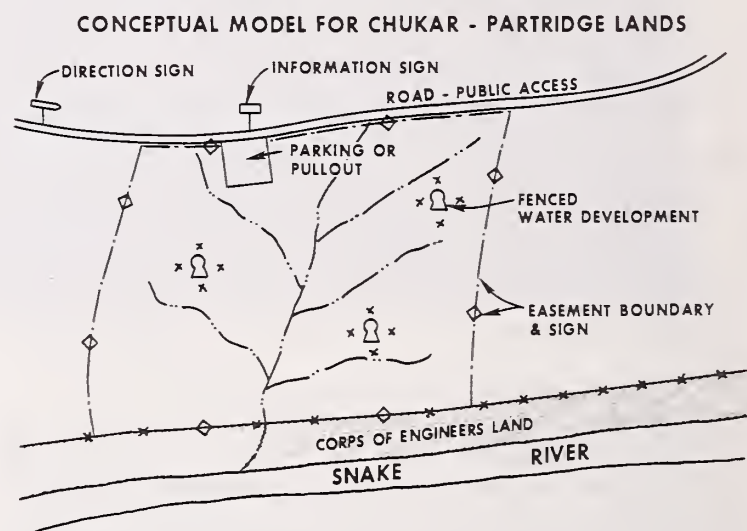 CONCEPTUAL MODEL FOR CHUKAR - PARTRIDGE LANDS
DIRECTION SIGN
INFORMATION SIGN
ROAD - PUBLIC ACCESS
PARKING OR
PULLOUT
FENCED
WATER DEVELOPMENT
EASEMENT BOUNDARY
& SIGN
CORPS OF ENGINEERS LAND
SNAKE RIVER